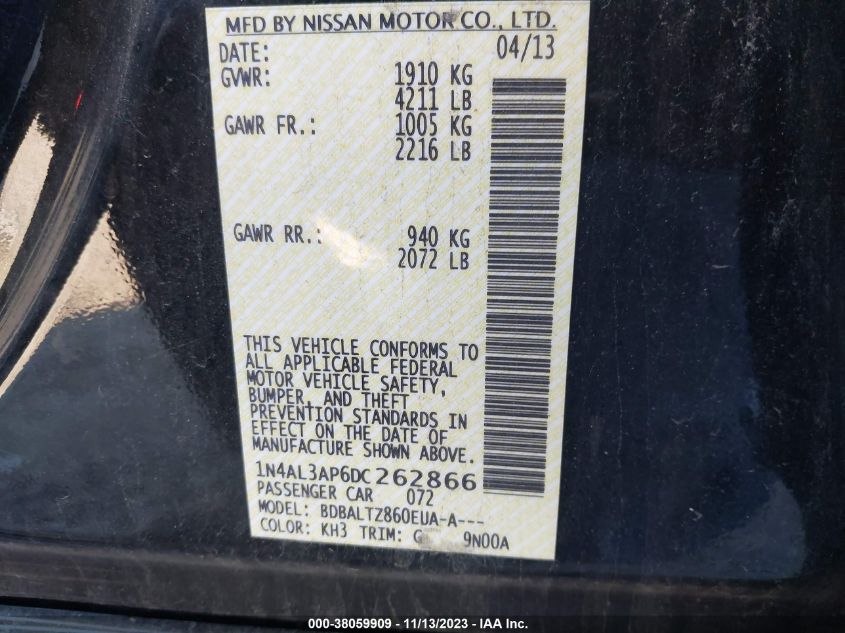 MFD BY NISSAN MOTOR CO., LTD.
DATE: 04/13
GVWR: 1910 KG
4211 LB
GAWR FR.: 1005 KG
2216 LB
GAWR RR.: 940 KG
2072 LB
THIS VEHICLE CONFORMS TO
ALL APPLICABLE FEDERAL
MOTOR VEHICLE SAFETY,
BUMPER, AND THEFT
PREVENTION STANDARDS IN
EFFECT ON THE DATE OF
MANUFACTURE SHOWN ABOVE.
1N4AL3AP6DC262866
PASSENGER CAR 072
MODEL: BDBALTZ860EUA-A---
COLOR: KH3 TRIM: G 9N00A
000-38059909 - 11/13/2023 - IAA Inc.